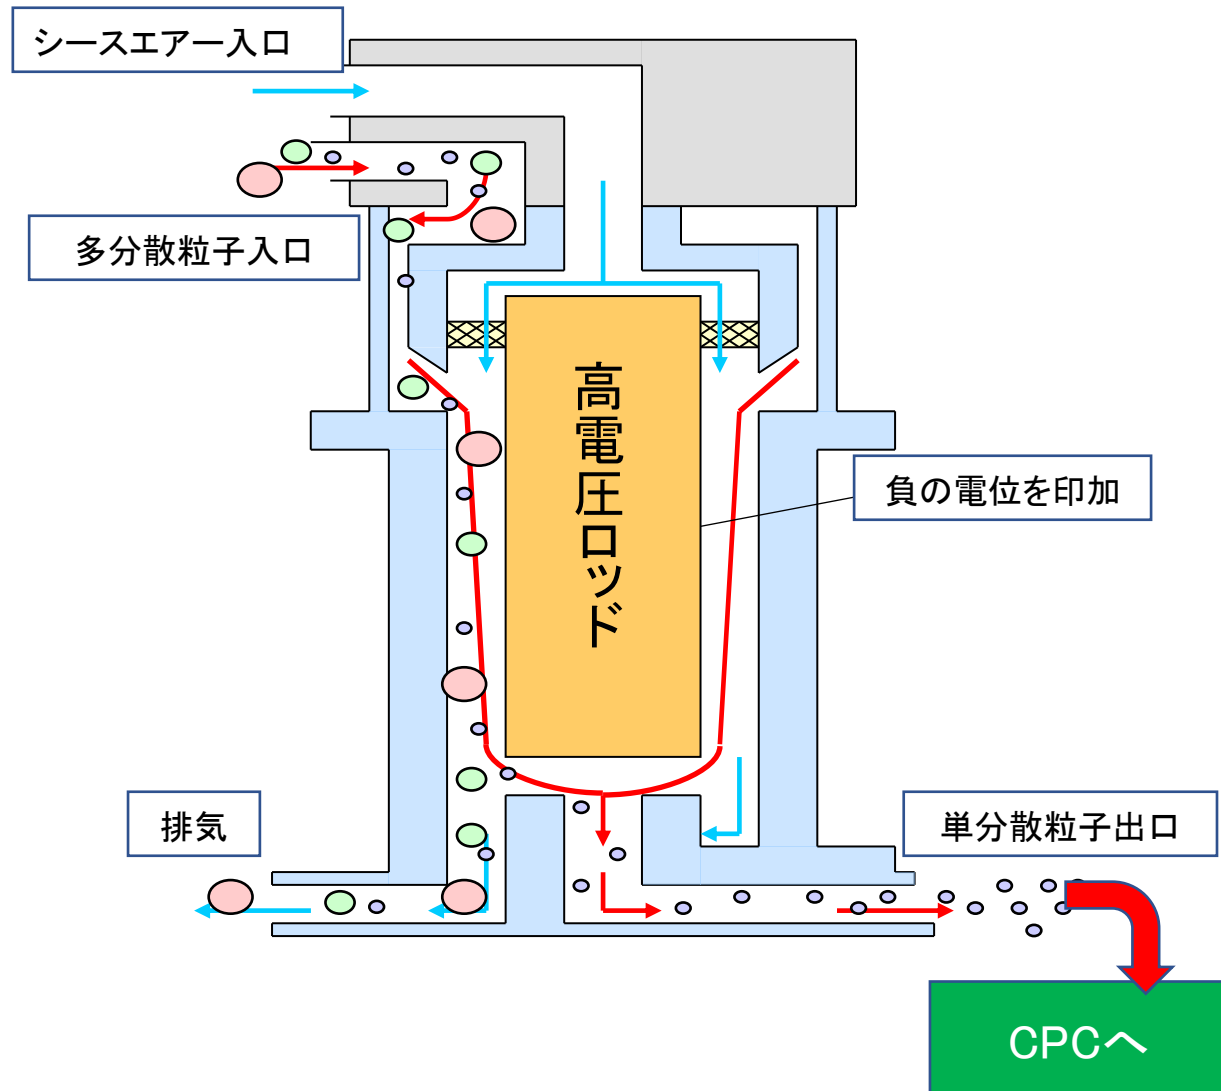 シースエアー入口
多分散粒子入口
高電圧ロッド
負の電位を印加
排気
単分散粒子出口
CPCへ